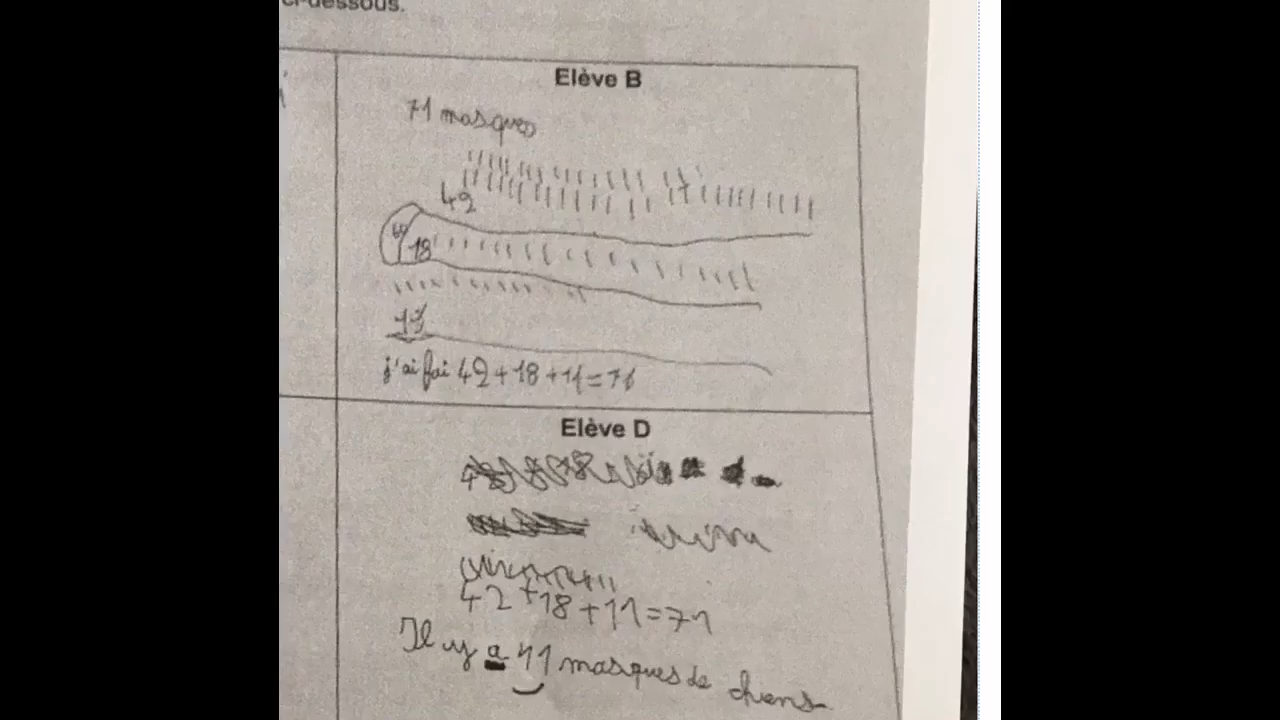 ci-dessous.
Elève B
71 masques
42
60
18
11
j'ai fai 42+18+11=71
Elève D
42+18+11=71
Il y a 11 masques de chiens